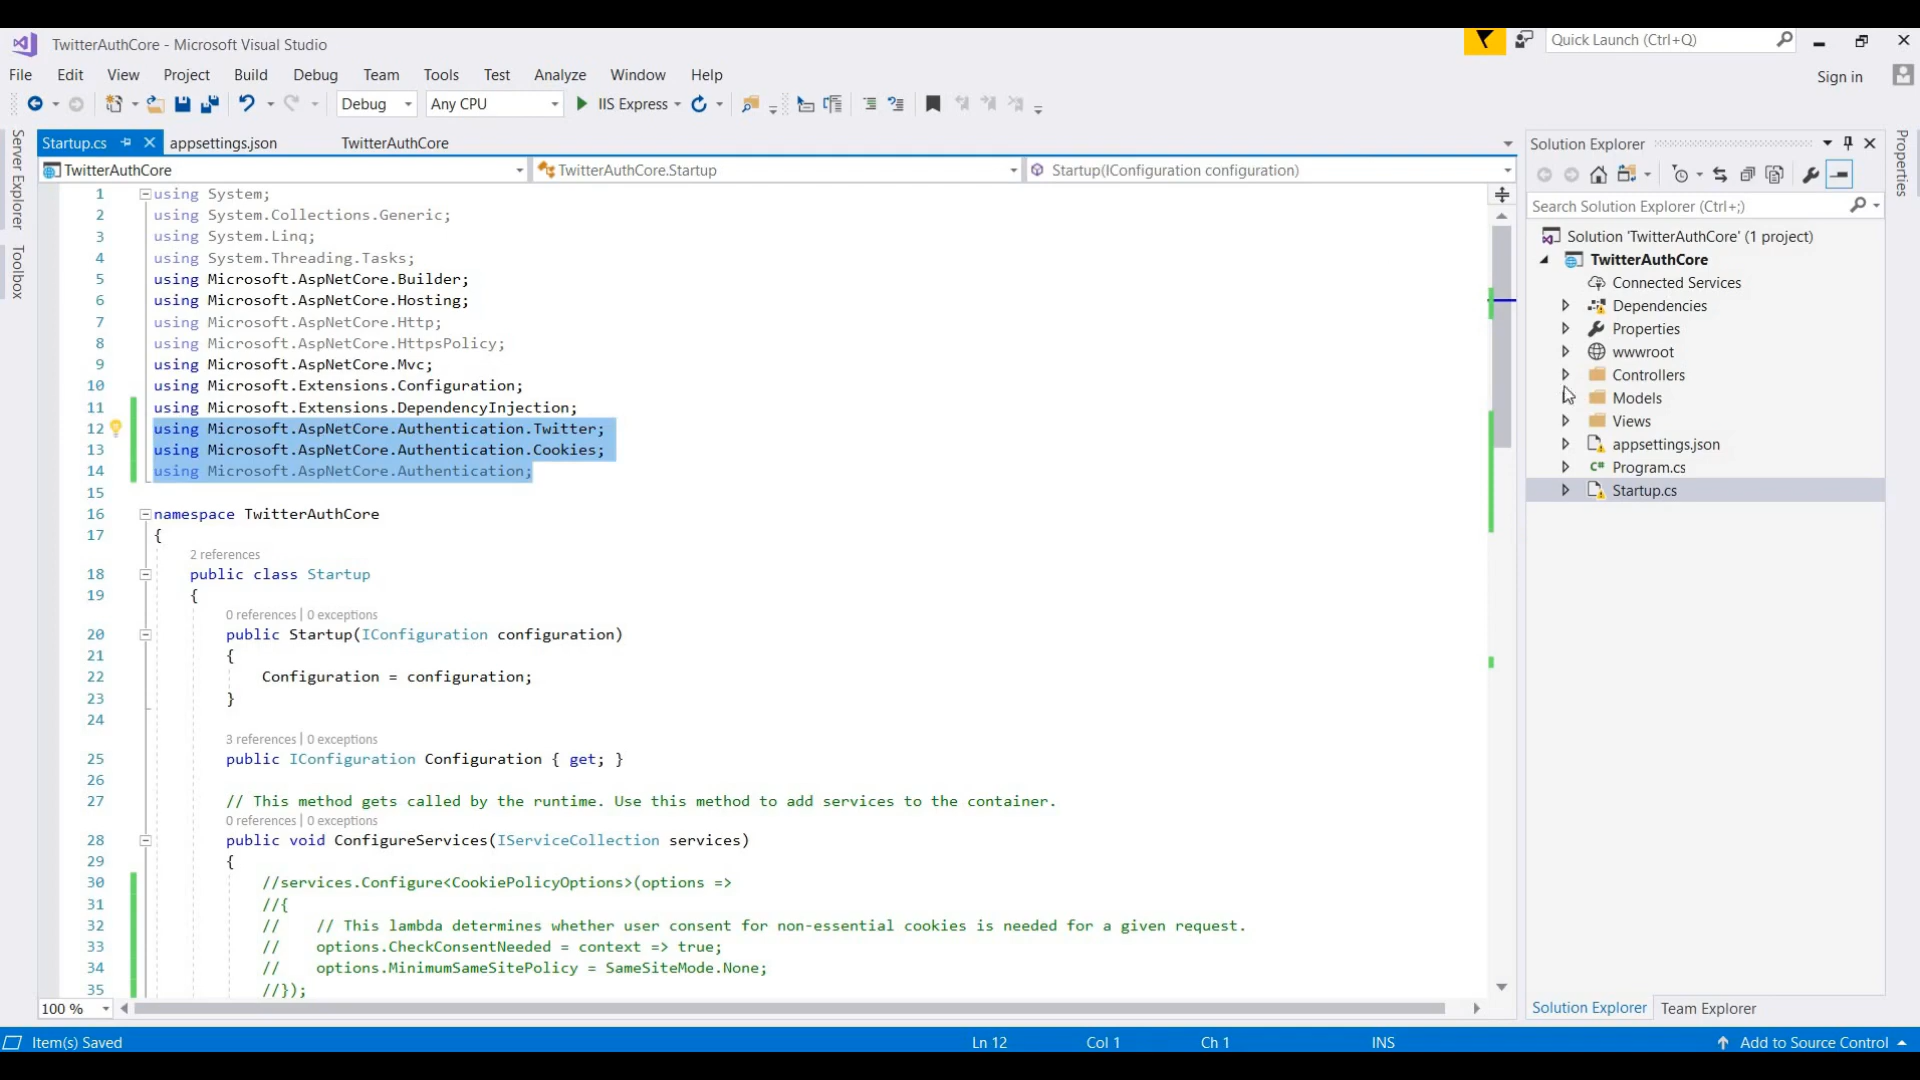 TwitterAuthCore - Microsoft Visual Studio
Quick Launch (Ctrl+Q)
File Edit View Project Build Debug Team Tools Test Analyze Window Help
Sign in
Debug Any CPU IIS Express
Server Explorer
Toolbox
Startup.cs appsettings.json TwitterAuthCore
TwitterAuthCore TwitterAuthCore.Startup Startup(IConfiguration configuration)
1 using System;
2 using System.Collections.Generic;
3 using System.Linq;
4 using System.Threading.Tasks;
5 using Microsoft.AspNetCore.Builder;
6 using Microsoft.AspNetCore.Hosting;
7 using Microsoft.AspNetCore.Http;
8 using Microsoft.AspNetCore.HttpsPolicy;
9 using Microsoft.AspNetCore.Mvc;
10 using Microsoft.Extensions.Configuration;
11 using Microsoft.Extensions.DependencyInjection;
12 using Microsoft.AspNetCore.Authentication.Twitter;
13 using Microsoft.AspNetCore.Authentication.Cookies;
14 using Microsoft.AspNetCore.Authentication;
15
16 namespace TwitterAuthCore
17 {
2 references
18 public class Startup
19 {
0 references | 0 exceptions
20 public Startup(IConfiguration configuration)
21 {
22 Configuration = configuration;
23 }
24
3 references | 0 exceptions
25 public IConfiguration Configuration { get; }
26
27 // This method gets called by the runtime. Use this method to add services to the container.
0 references | 0 exceptions
28 public void ConfigureServices(IServiceCollection services)
29 {
30 //services.Configure<CookiePolicyOptions>(options =>
31 //{
32 // // This lambda determines whether user consent for non-essential cookies is needed for a given request.
33 // options.CheckConsentNeeded = context => true;
34 // options.MinimumSameSitePolicy = SameSiteMode.None;
35 //});
100 %
Solution Explorer
Search Solution Explorer (Ctrl+;)
Solution 'TwitterAuthCore' (1 project)
TwitterAuthCore
Connected Services
Dependencies
Properties
wwwroot
Controllers
Models
Views
appsettings.json
C# Program.cs
Startup.cs
Solution Explorer Team Explorer
Properties
Item(s) Saved Ln 12 Col 1 Ch 1 INS Add to Source Control